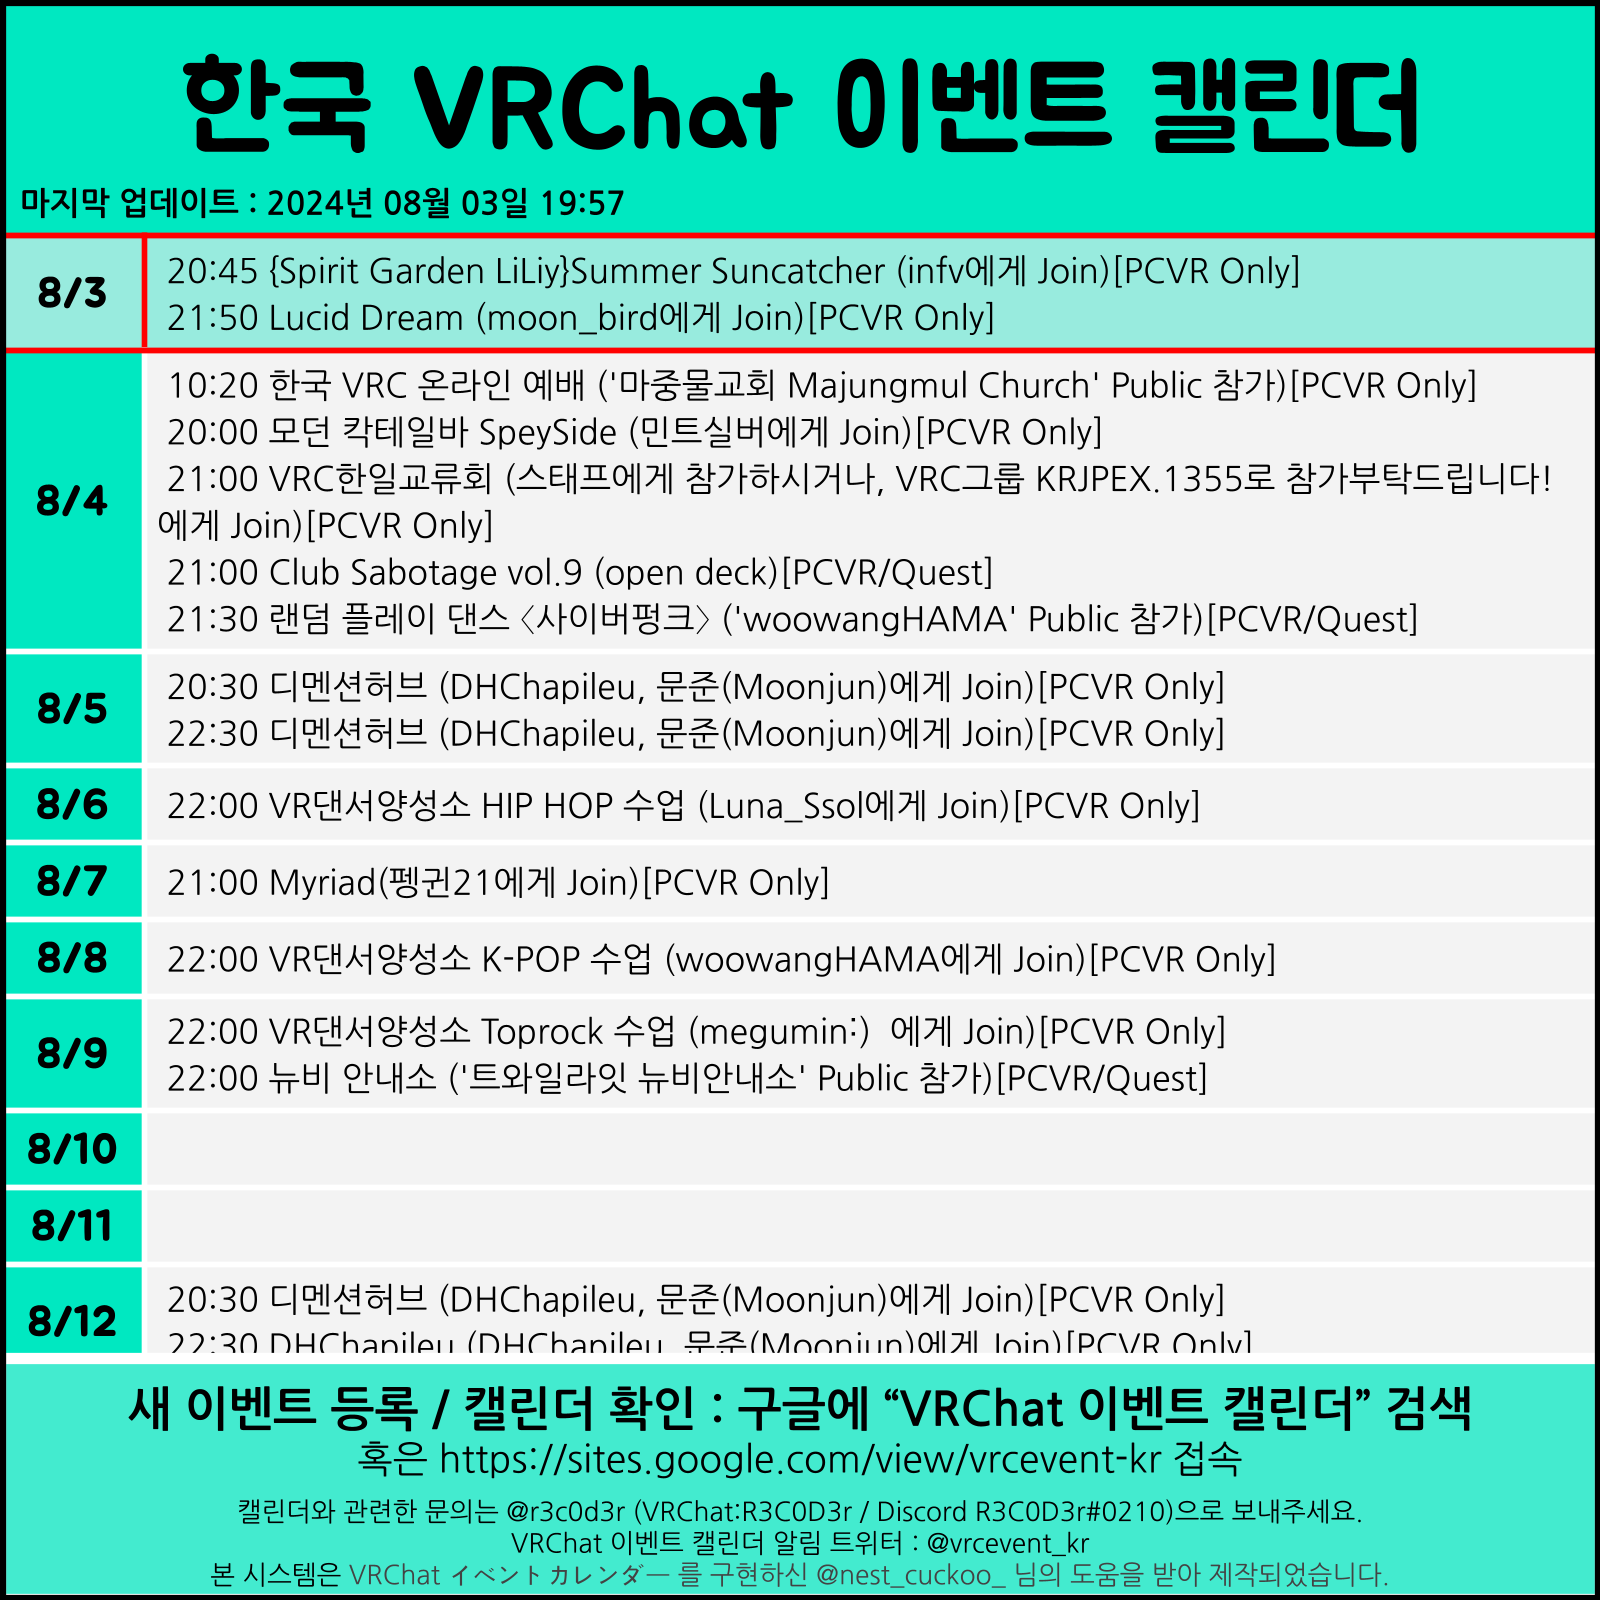 한국 VRChat 이벤트 캘린더
마지막 업데이트 : 2024년 08월 03일 19:57
8/3
20:45 {Spirit Garden LiLiy}Summer Suncatcher (infv에게 Join)[PCVR Only]
21:50 Lucid Dream (moon_bird에게 Join)[PCVR Only]
8/4
10:20 한국 VRC 온라인 예배 ('마중물교회 Majungmul Church' Public 참가)[PCVR Only]
20:00 모던 칵테일바 SpeySide (민트실버에게 Join)[PCVR Only]
21:00 VRC한일교류회 (스태프에게 참가하시거나, VRC그룹 KRJPEX.1355로 참가부탁드립니다!
에게 Join)[PCVR Only]
21:00 Club Sabotage vol.9 (open deck)[PCVR/Quest]
21:30 랜덤 플레이 댄스 〈사이버펑크〉 ('woowangHAMA' Public 참가)[PCVR/Quest]
8/5
20:30 디멘션허브 (DHChapileu, 문준(Moonjun)에게 Join)[PCVR Only]
22:30 디멘션허브 (DHChapileu, 문준(Moonjun)에게 Join)[PCVR Only]
8/6
22:00 VR댄서양성소 HIP HOP 수업 (Luna_Ssol에게 Join)[PCVR Only]
8/7
21:00 Myriad(펭귄21에게 Join)[PCVR Only]
8/8
22:00 VR댄서양성소 K-POP 수업 (woowangHAMA에게 Join)[PCVR Only]
8/9
22:00 VR댄서양성소 Toprock 수업 (megumin:)  에게 Join)[PCVR Only]
22:00 뉴비 안내소 ('트와일라잇 뉴비안내소' Public 참가)[PCVR/Quest]
8/10
8/11
8/12
20:30 디멘션허브 (DHChapileu, 문준(Moonjun)에게 Join)[PCVR Only]
22:30 DHChapileu (DHChapileu, 문준(Moonjun)에게 Join)[PCVR Only]
새 이벤트 등록 / 캘린더 확인 : 구글에 “VRChat 이벤트 캘린더” 검색
혹은 https://sites.google.com/view/vrcevent-kr 접속
캘린더와 관련한 문의는 @r3c0d3r (VRChat:R3C0D3r / Discord R3C0D3r#0210)으로 보내주세요.
VRChat 이벤트 캘린더 알림 트위터 : @vrcevent_kr
본 시스템은 VRChat イベントカレンダー 를 구현하신 @nest_cuckoo_ 님의 도움을 받아 제작되었습니다.